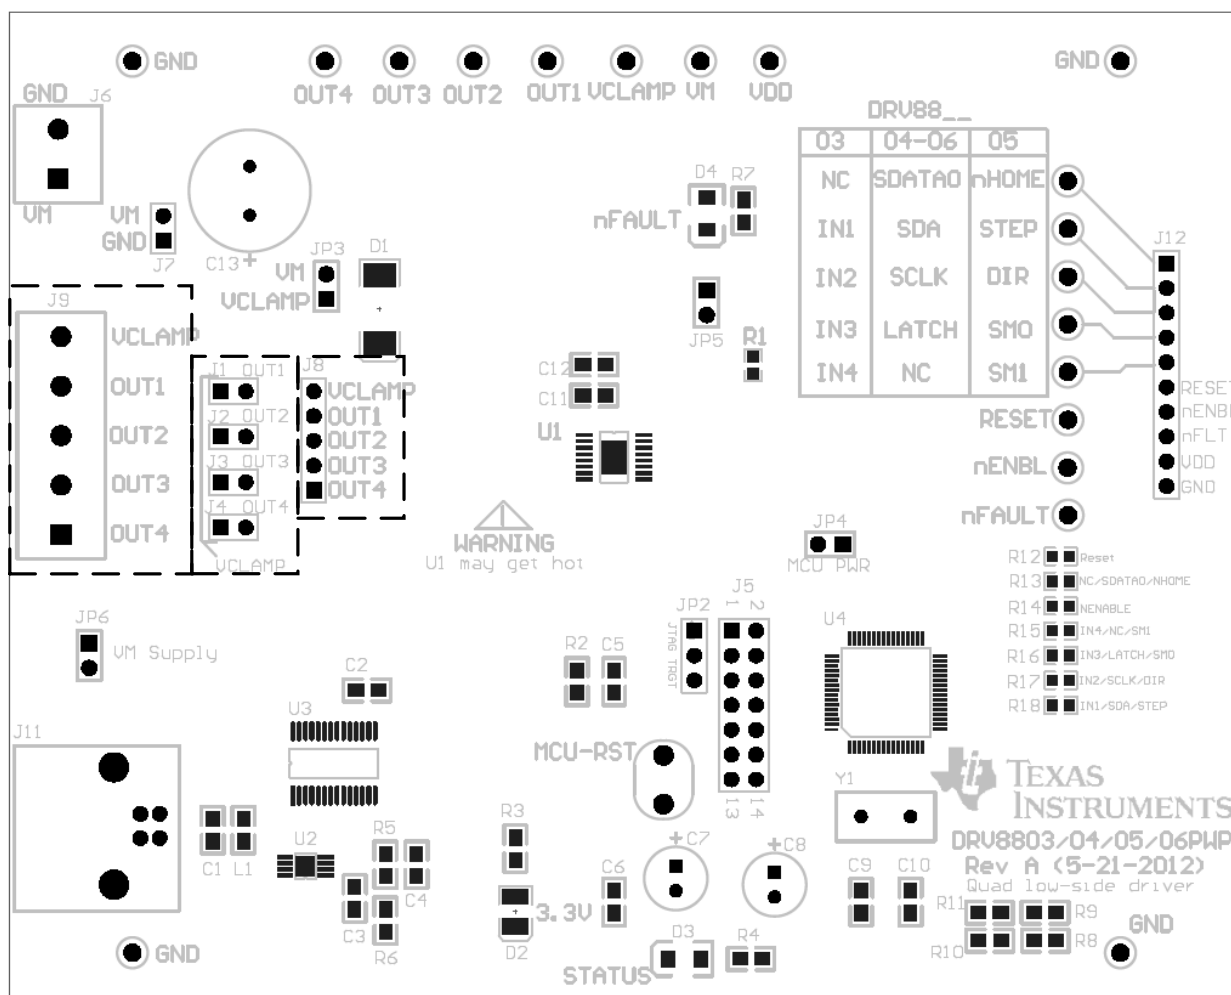 GND
OUT4 OUT3 OUT2 OUT1 VCLAMP VM VDD
GND
GND
J6
VM
VM
GND
J7
C13 +
JP3
VM
VCLAMP
D1
D4
R7
nFAULT
JP5
R1
DRV88__
03 04-06 05
NC SDATAO nHOME
IN1 SDA STEP
IN2 SCLK DIR
IN3 LATCH SM0
IN4 NC SM1
RESET
nENBL
nFAULT
J12
RESET
nENBL
nFLT
VDD
GND
J9
VCLAMP
OUT1
OUT2
OUT3
OUT4
J1 OUT1
J2 OUT2
J3 OUT3
J4 OUT4
VCLAMP
J8
VCLAMP
OUT1
OUT2
OUT3
OUT4
C12
C11
U1
WARNING
U1 may get hot
JP4
MCU PWR
R12 Reset
R13 NC/SDATAO/NHOME
R14 NENABLE
R15 IN4/NC/SM1
R16 IN3/LATCH/SM0
R17 IN2/SCLK/DIR
R18 IN1/SDA/STEP
JP6
VM Supply
C2
U3
J11
R2
C5
JP2
JTAG TRGT
J5
1 2
13 14
U4
MCU-RST
Y1
TEXAS
INSTRUMENTS
DRV8803/04/05/06PWP
Rev A (5-21-2012)
Quad low-side driver
C1
L1
U2
R5
C4
C3
R6
R3
D2
3.3V
C6
+ C7
+ C8
C9
C10
R11
R9
R10
R8
GND
GND
STATUS
D3
R4